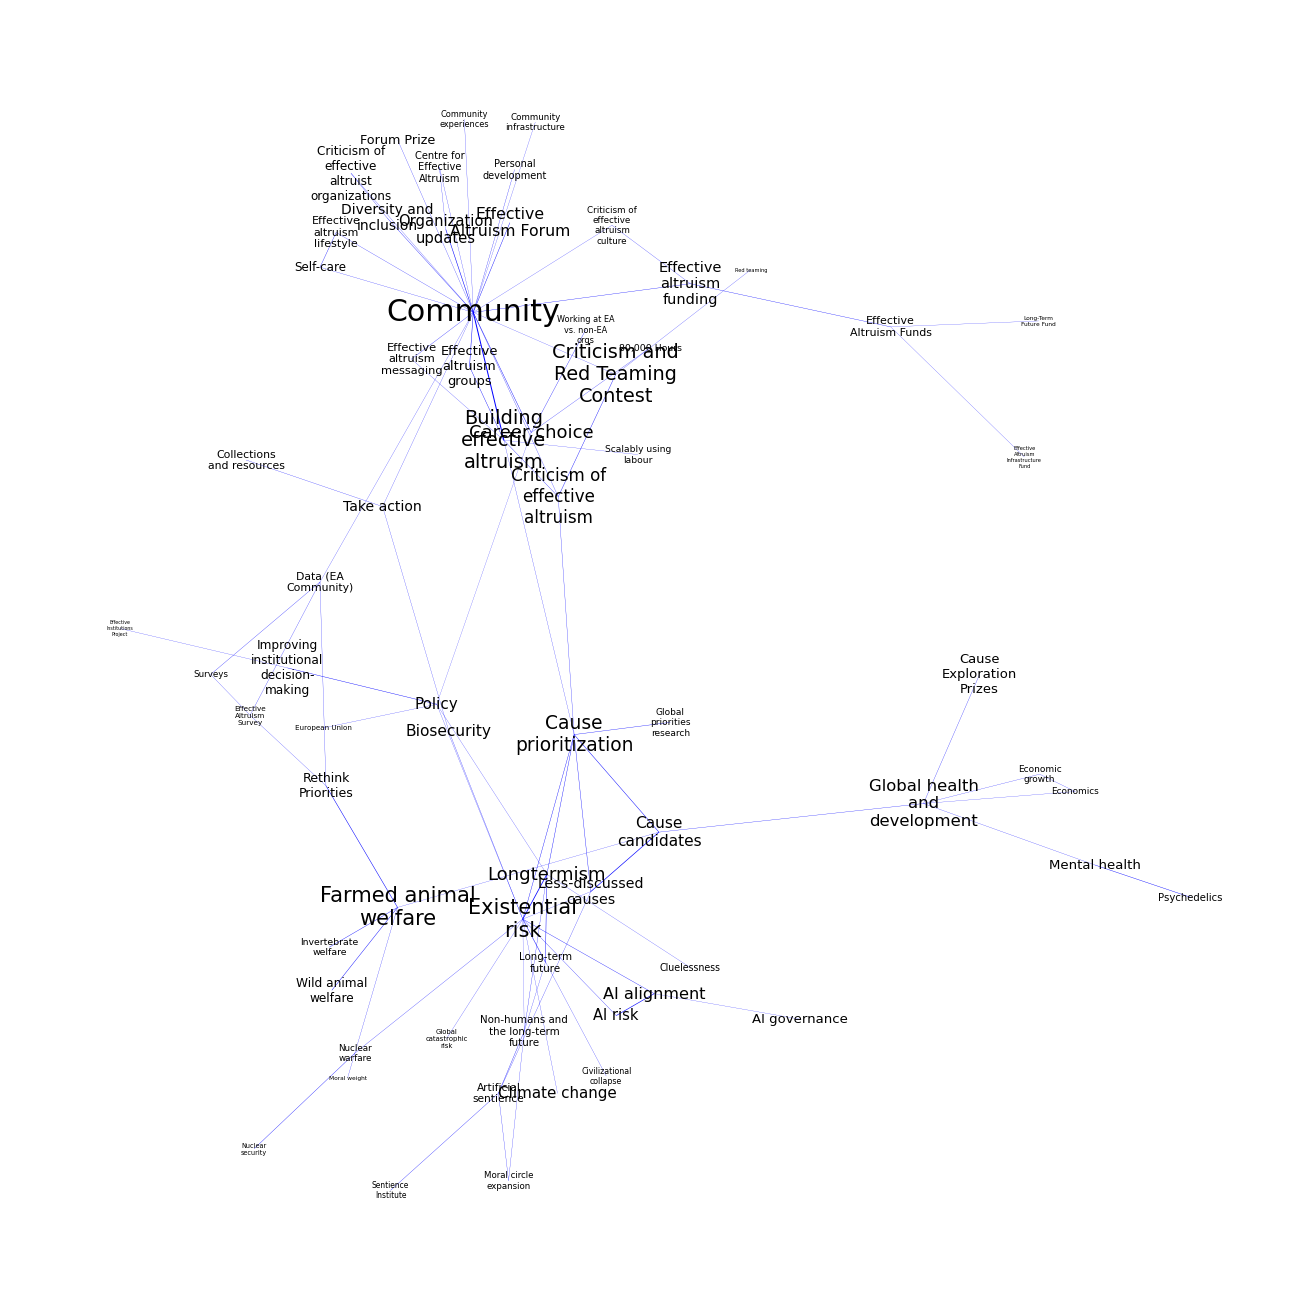 Community
experiences
Community
infrastructure
Forum Prize
Criticism of
effective
altruist
organizations
Centre for
Effective
Altruism
Personal
development
Diversity and
inclusion
Organization
updates
Effective
Altruism Forum
Criticism of
effective
altruism
culture
Effective
altruism
lifestyle
Self-care
Effective
altruism
funding
Red teaming
Community
Effective
Altruism Funds
Long-Term
Future Fund
Working at EA
vs. non-EA
orgs
80,000 Hours
Effective
altruism
messaging
Effective
altruism
groups
Criticism and
Red Teaming
Contest
Building
effective
altruism
Career choice
Scalably using
labour
Effective
Altruism
Infrastructure
Fund
Collections
and resources
Criticism of
effective
altruism
Take action
Data (EA
Community)
Effective
Institutions
Project
Improving
institutional
decision-
making
Surveys
Cause
Exploration
Prizes
Effective
Altruism
Survey
European Union
Policy
Biosecurity
Cause
prioritization
Global
priorities
research
Rethink
Priorities
Economic
growth
Economics
Global health
and
development
Cause
candidates
Mental health
Psychedelics
Longtermism
Less-discussed
causes
Farmed animal
welfare
Existential
risk
Invertebrate
welfare
Long-term
future
Cluelessness
Wild animal
welfare
AI alignment
AI risk
AI governance
Non-humans and
the long-term
future
Global
catastrophic
risk
Nuclear
warfare
Moral weight
Civilizational
collapse
Artificial
sentience
Climate change
Nuclear
security
Sentience
Institute
Moral circle
expansion